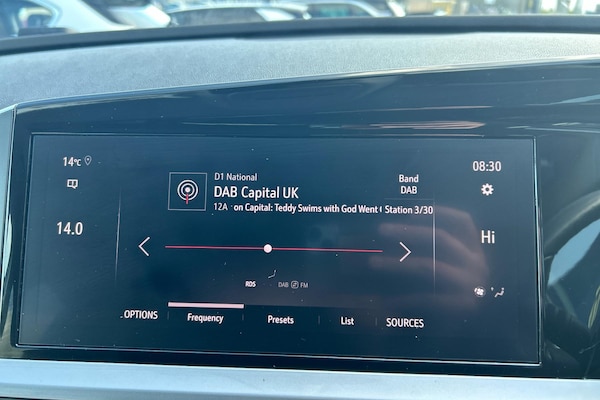 14°C
14.0
D1 National
DAB Capital UK
12A · on Capital: Teddy Swims with God Went
Station 3/30
Band
DAB
08:30
Hi
RDS DAB FM
OPTIONS Frequency Presets List SOURCES